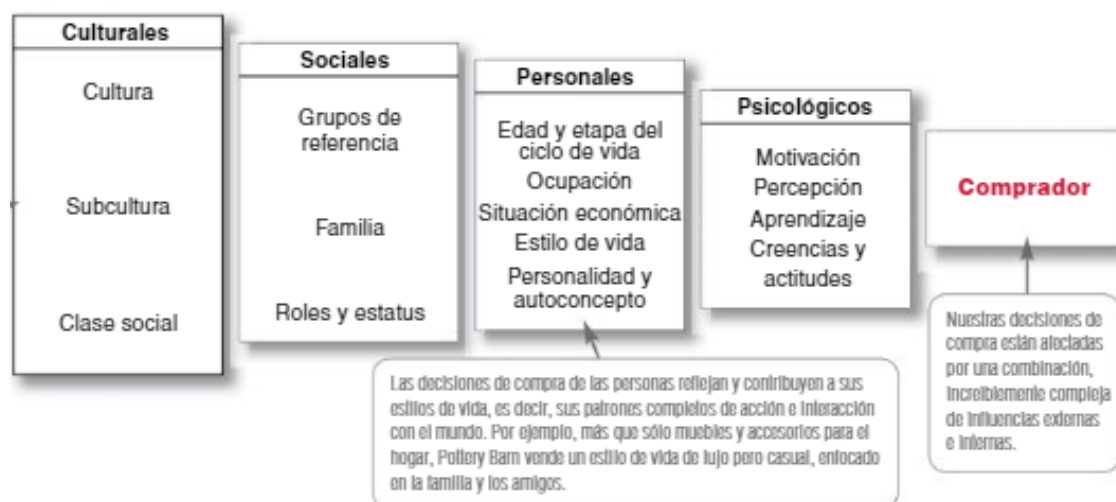 Culturales
Cultura
Subcultura
Clase social
Sociales
Grupos de
referencia
Familia
Roles y estatus
Personales
Edad y etapa del
ciclo de vida
Ocupación
Situación económica
Estilo de vida
Personalidad y
autoconcepto
Psicológicos
Motivación
Percepción
Aprendizaje
Creencias y
actitudes
Comprador
Las decisiones de compra de las personas reflejan y contribuyen a sus
estilos de vida, es decir, sus patrones completos de acción e interacción
con el mundo. Por ejemplo, más que sólo muebles y accesorios para el
hogar, Pottery Barn vende un estilo de vida de lujo pero casual, enfocado
en la familia y los amigos.
Nuestras decisiones de
compra están afectadas
por una combinación,
increíblemente compleja
de influencias externas
e internas.